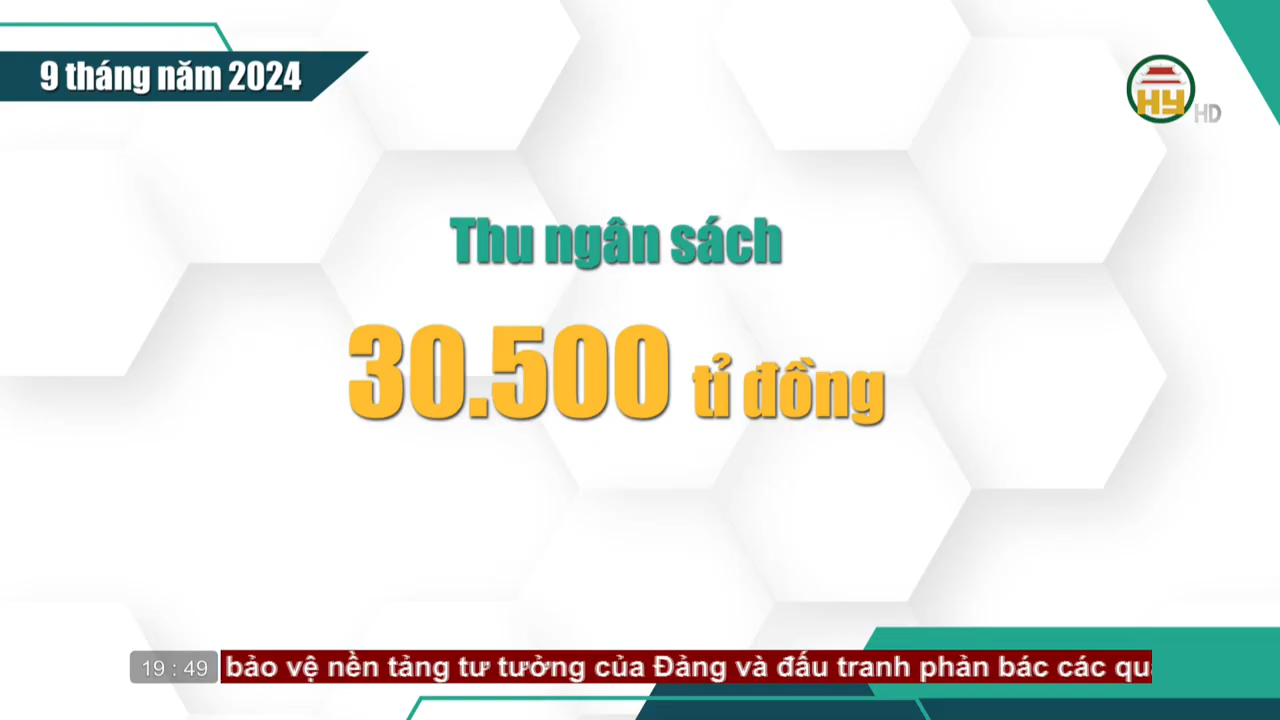 9 tháng năm 2024
HY HD
Thu ngân sách
30.500 tỉ đồng
19 : 49
bảo vệ nền tảng tư tưởng của Đảng và đấu tranh phản bác các